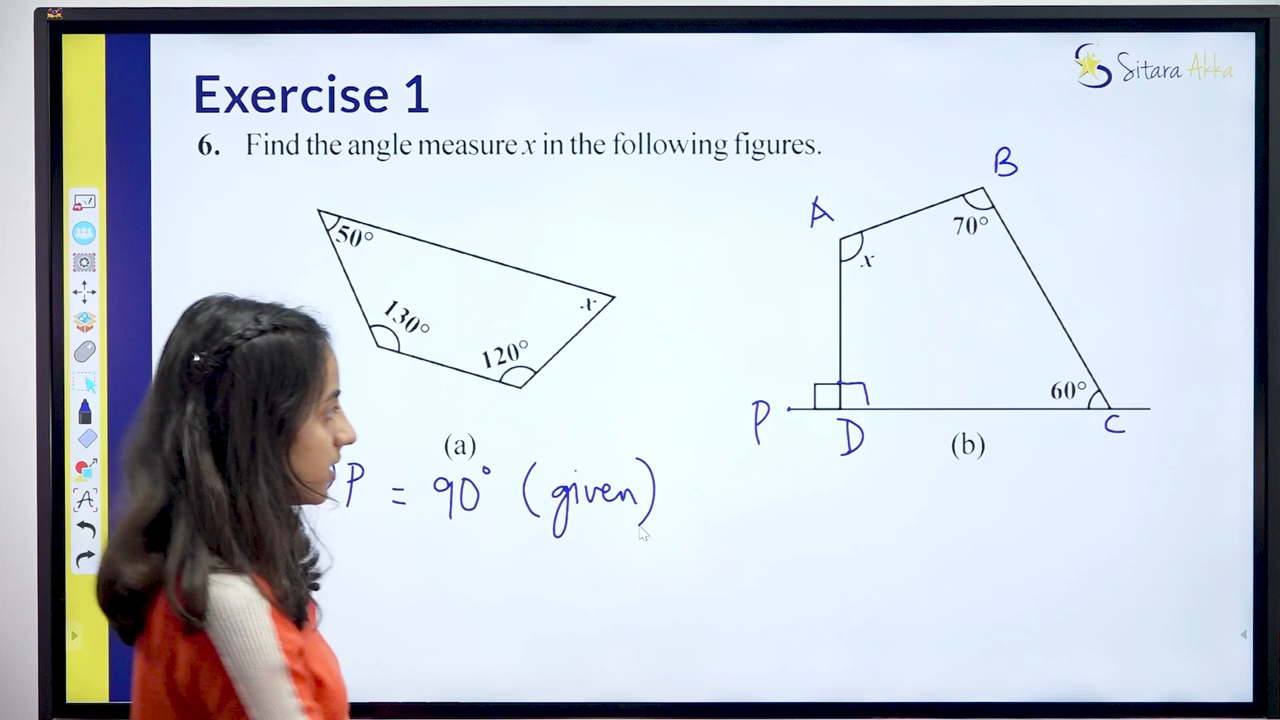 Sitara Akka
Exercise 1
6. Find the angle measure x in the following figures.
50°
130°
120°
x
(a)
A
B
70°
x
60°
P
D
C
(b)
P = 90° (given)